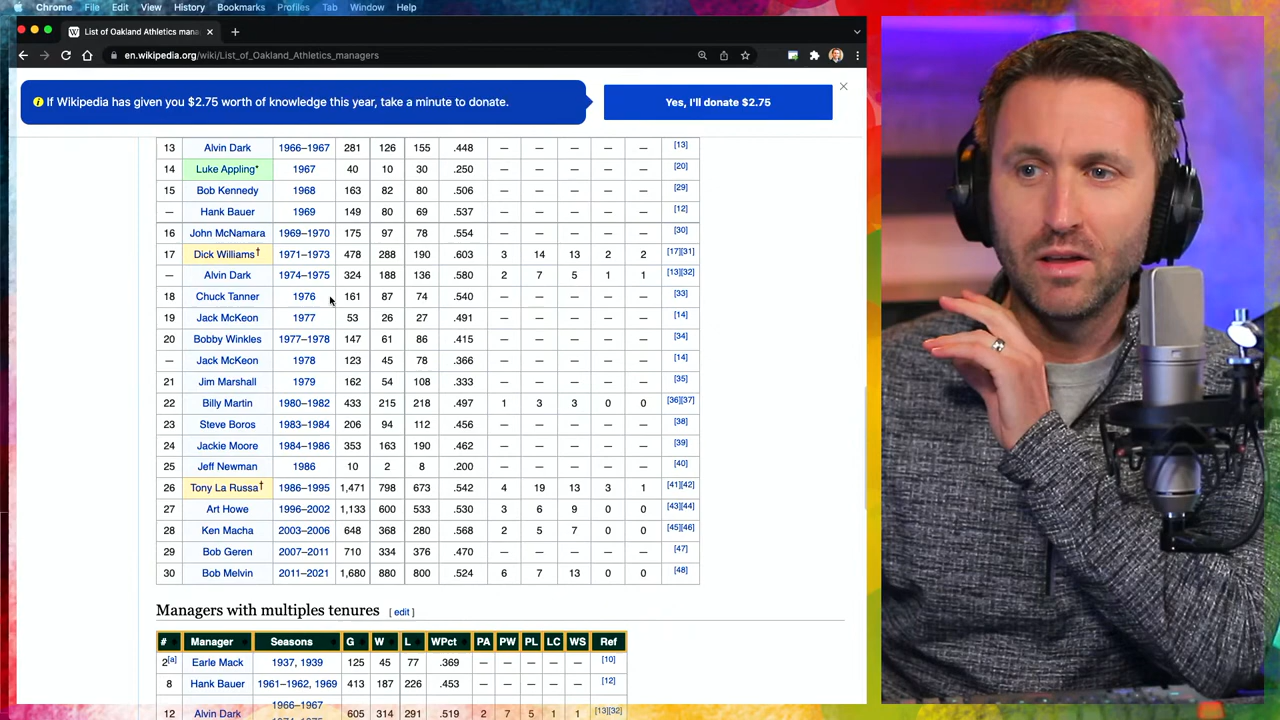 Chrome File Edit View History Bookmarks Profiles Tab Window Help
List of Oakland Athletics mana
en.wikipedia.org/wiki/List_of_Oakland_Athletics_managers
If Wikipedia has given you $2.75 worth of knowledge this year, take a minute to donate.
Yes, I'll donate $2.75
13 Alvin Dark 1966–1967 281 126 155 .448 — — — — — [13]
14 Luke Appling* 1967 40 10 30 .250 — — — — — [20]
15 Bob Kennedy 1968 163 82 80 .506 — — — — — [29]
— Hank Bauer 1969 149 80 69 .537 — — — — — [12]
16 John McNamara 1969–1970 175 97 78 .554 — — — — — [30]
17 Dick Williams† 1971–1973 478 288 190 .603 3 14 13 2 2 [17][31]
— Alvin Dark 1974–1975 324 188 136 .580 2 7 5 1 1 [13][32]
18 Chuck Tanner 1976 161 87 74 .540 — — — — — [33]
19 Jack McKeon 1977 53 26 27 .491 — — — — — [14]
20 Bobby Winkles 1977–1978 147 61 86 .415 — — — — — [34]
— Jack McKeon 1978 123 45 78 .366 — — — — — [14]
21 Jim Marshall 1979 162 54 108 .333 — — — — — [35]
22 Billy Martin 1980–1982 433 215 218 .497 1 3 3 0 0 [36][37]
23 Steve Boros 1983–1984 206 94 112 .456 — — — — — [38]
24 Jackie Moore 1984–1986 353 163 190 .462 — — — — — [39]
25 Jeff Newman 1986 10 2 8 .200 — — — — — [40]
26 Tony La Russa† 1986–1995 1,471 798 673 .542 4 19 13 3 1 [41][42]
27 Art Howe 1996–2002 1,133 600 533 .530 3 6 9 0 0 [43][44]
28 Ken Macha 2003–2006 648 368 280 .568 2 5 7 0 0 [45][46]
29 Bob Geren 2007–2011 710 334 376 .470 — — — — — [47]
30 Bob Melvin 2011–2021 1,680 880 800 .524 6 7 13 0 0 [48]
Managers with multiples tenures [ edit ]
# Manager Seasons G W L WPct PA PW PL LC WS Ref
2[a] Earle Mack 1937, 1939 125 45 77 .369 — — — — — [10]
8 Hank Bauer 1961–1962, 1969 413 187 226 .453 — — — — — [12]
12 Alvin Dark 1966–1967 605 314 291 .519 2 7 5 1 1 [13][32]